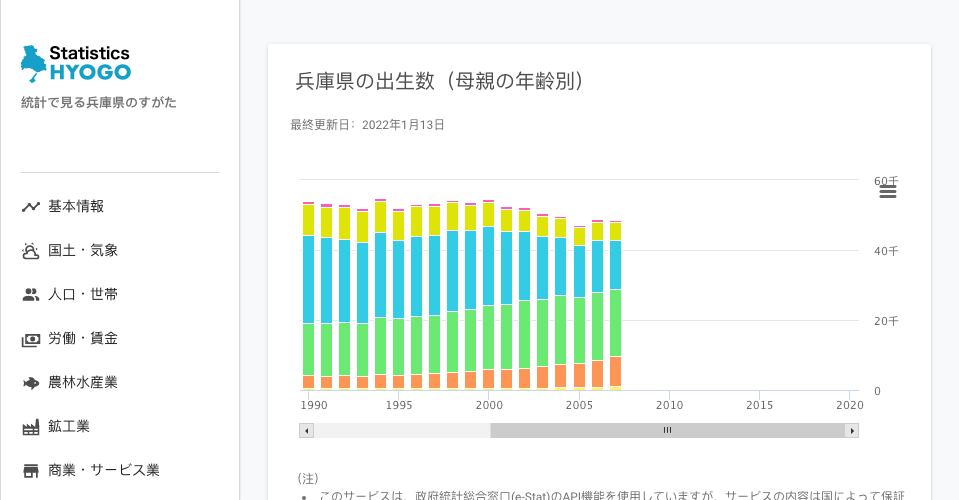 Statistics
HYOGO
統計で見る兵庫県のすがた
基本情報
国土・気象
人口・世帯
労働・賃金
農林水産業
鉱工業
商業・サービス業
兵庫県の出生数（母親の年齢別）
最終更新日：2022年1月13日
60千
40千
20千
0
1990 1995 2000 2005 2010 2015 2020
（注）
• このサービスは、政府統計総合窓口(e-Stat)のAPI機能を使用していますが、サービスの内容は国によって保証